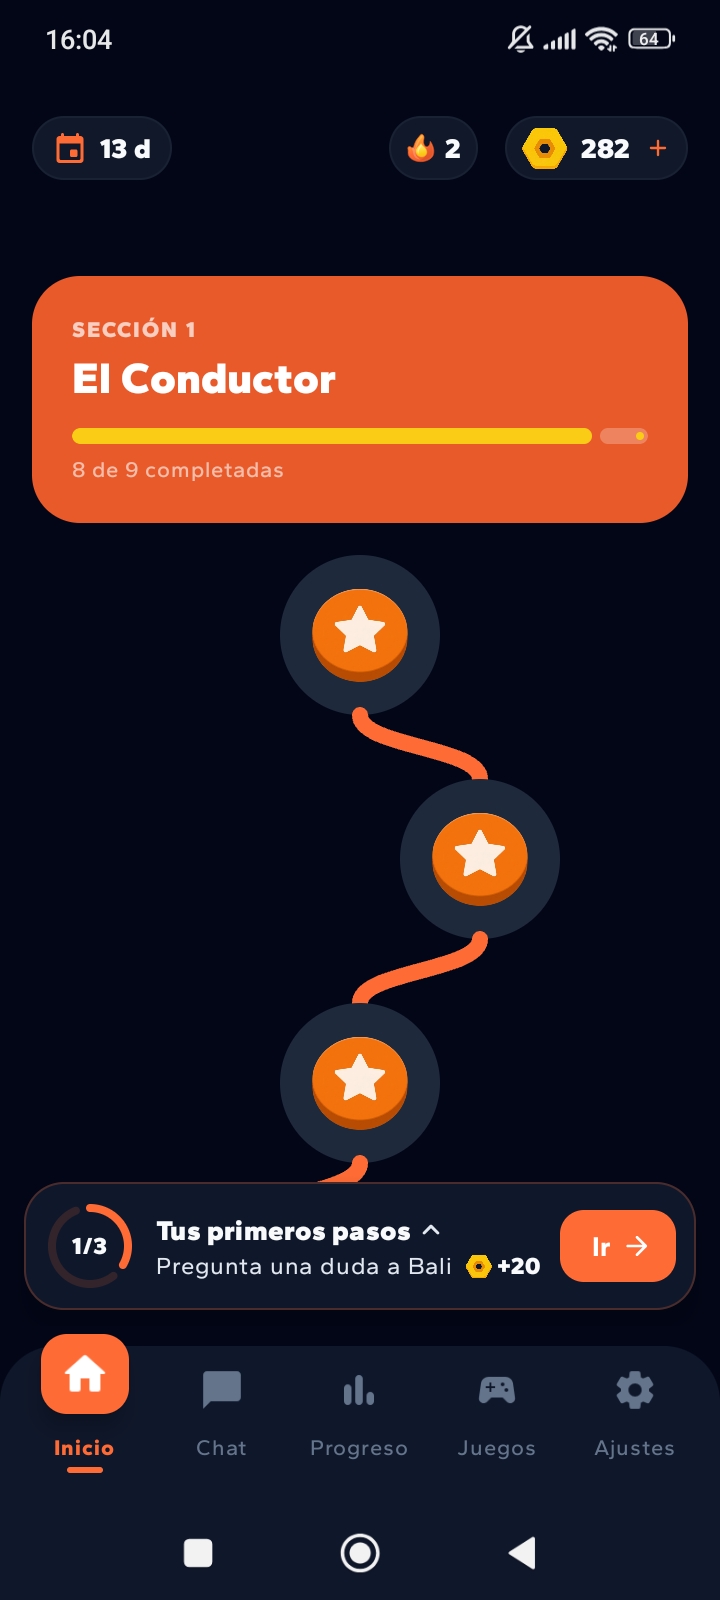 16:04
64
13 d
2
282 +
SECCIÓN 1
El Conductor
8 de 9 completadas
1/3
Tus primeros pasos
Pregunta una duda a Bali +20
Ir
Inicio
Chat
Progreso
Juegos
Ajustes